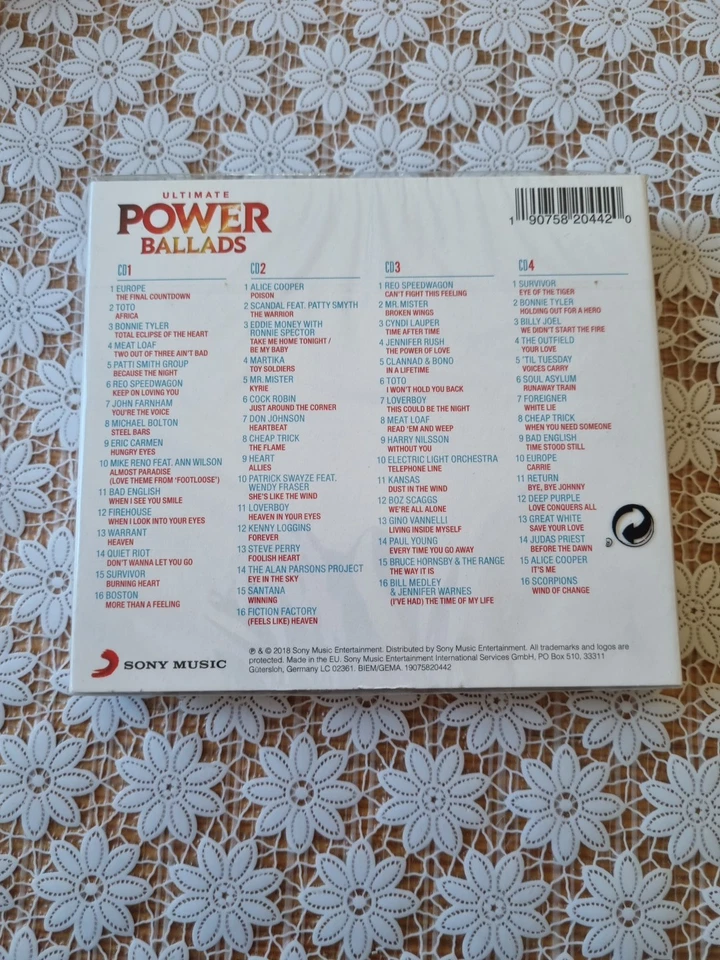 ULTIMATE
POWER
BALLADS
1 90758 20442 0
CD1
1 EUROPE
THE FINAL COUNTDOWN
2 TOTO
AFRICA
3 BONNIE TYLER
TOTAL ECLIPSE OF THE HEART
4 MEAT LOAF
TWO OUT OF THREE AIN'T BAD
5 PATTI SMITH GROUP
BECAUSE THE NIGHT
6 REO SPEEDWAGON
KEEP ON LOVING YOU
7 JOHN FARNHAM
YOU'RE THE VOICE
8 MICHAEL BOLTON
STEEL BARS
9 ERIC CARMEN
HUNGRY EYES
10 MIKE RENO FEAT. ANN WILSON
ALMOST PARADISE
(LOVE THEME FROM 'FOOTLOOSE')
11 BAD ENGLISH
WHEN I SEE YOU SMILE
12 FIREHOUSE
WHEN I LOOK INTO YOUR EYES
13 WARRANT
HEAVEN
14 QUIET RIOT
DON'T WANNA LET YOU GO
15 SURVIVOR
BURNING HEART
16 BOSTON
MORE THAN A FEELING
CD2
1 ALICE COOPER
POISON
2 SCANDAL FEAT. PATTY SMYTH
THE WARRIOR
3 EDDIE MONEY WITH
RONNIE SPECTOR
TAKE ME HOME TONIGHT /
BE MY BABY
4 MARTIKA
TOY SOLDIERS
5 MR.MISTER
KYRIE
6 COCK ROBIN
JUST AROUND THE CORNER
7 DON JOHNSON
HEARTBEAT
8 CHEAP TRICK
THE FLAME
9 HEART
ALLIES
10 PATRICK SWAYZE FEAT.
WENDY FRASER
SHE'S LIKE THE WIND
11 LOVERBOY
HEAVEN IN YOUR EYES
12 KENNY LOGGINS
FOREVER
13 STEVE PERRY
FOOLISH HEART
14 THE ALAN PARSONS PROJECT
EYE IN THE SKY
15 SANTANA
WINNING
16 FICTION FACTORY
(FEELS LIKE) HEAVEN
CD3
1 REO SPEEDWAGON
CAN'T FIGHT THIS FEELING
2 MR. MISTER
BROKEN WINGS
3 CYNDI LAUPER
TIME AFTER TIME
4 JENNIFER RUSH
THE POWER OF LOVE
5 CLANNAD & BONO
IN A LIFETIME
6 TOTO
I WON'T HOLD YOU BACK
7 LOVERBOY
THIS COULD BE THE NIGHT
8 MEAT LOAF
READ 'EM AND WEEP
9 HARRY NILSSON
WITHOUT YOU
10 ELECTRIC LIGHT ORCHESTRA
TELEPHONE LINE
11 KANSAS
DUST IN THE WIND
12 BOZ SCAGGS
WE'RE ALL ALONE
13 GINO VANNELLI
LIVING INSIDE MYSELF
14 PAUL YOUNG
EVERY TIME YOU GO AWAY
15 BRUCE HORNSBY & THE RANGE
THE WAY IT IS
16 BILL MEDLEY
& JENNIFER WARNES
(I'VE HAD) THE TIME OF MY LIFE
CD4
1 SURVIVOR
EYE OF THE TIGER
2 BONNIE TYLER
HOLDING OUT FOR A HERO
3 BILLY JOEL
WE DIDN'T START THE FIRE
4 THE OUTFIELD
YOUR LOVE
5 'TIL TUESDAY
VOICES CARRY
6 SOUL ASYLUM
RUNAWAY TRAIN
7 FOREIGNER
WHITE LIE
8 CHEAP TRICK
WHEN YOU NEED SOMEONE
9 BAD ENGLISH
TIME STOOD STILL
10 EUROPE
CARRIE
11 RETURN
BYE, BYE JOHNNY
12 DEEP PURPLE
LOVE CONQUERS ALL
13 GREAT WHITE
SAVE YOUR LOVE
14 JUDAS PRIEST
BEFORE THE DAWN
15 ALICE COOPER
IT'S ME
16 SCORPIONS
WIND OF CHANGE
SONY MUSIC
℗ & © 2018 Sony Music Entertainment. Distributed by Sony Music Entertainment. All trademarks and logos are
protected. Made in the EU. Sony Music Entertainment International Services GmbH, PO Box 510, 33311
Gütersloh, Germany LC 02361. BIEM/GEMA. 19075820442